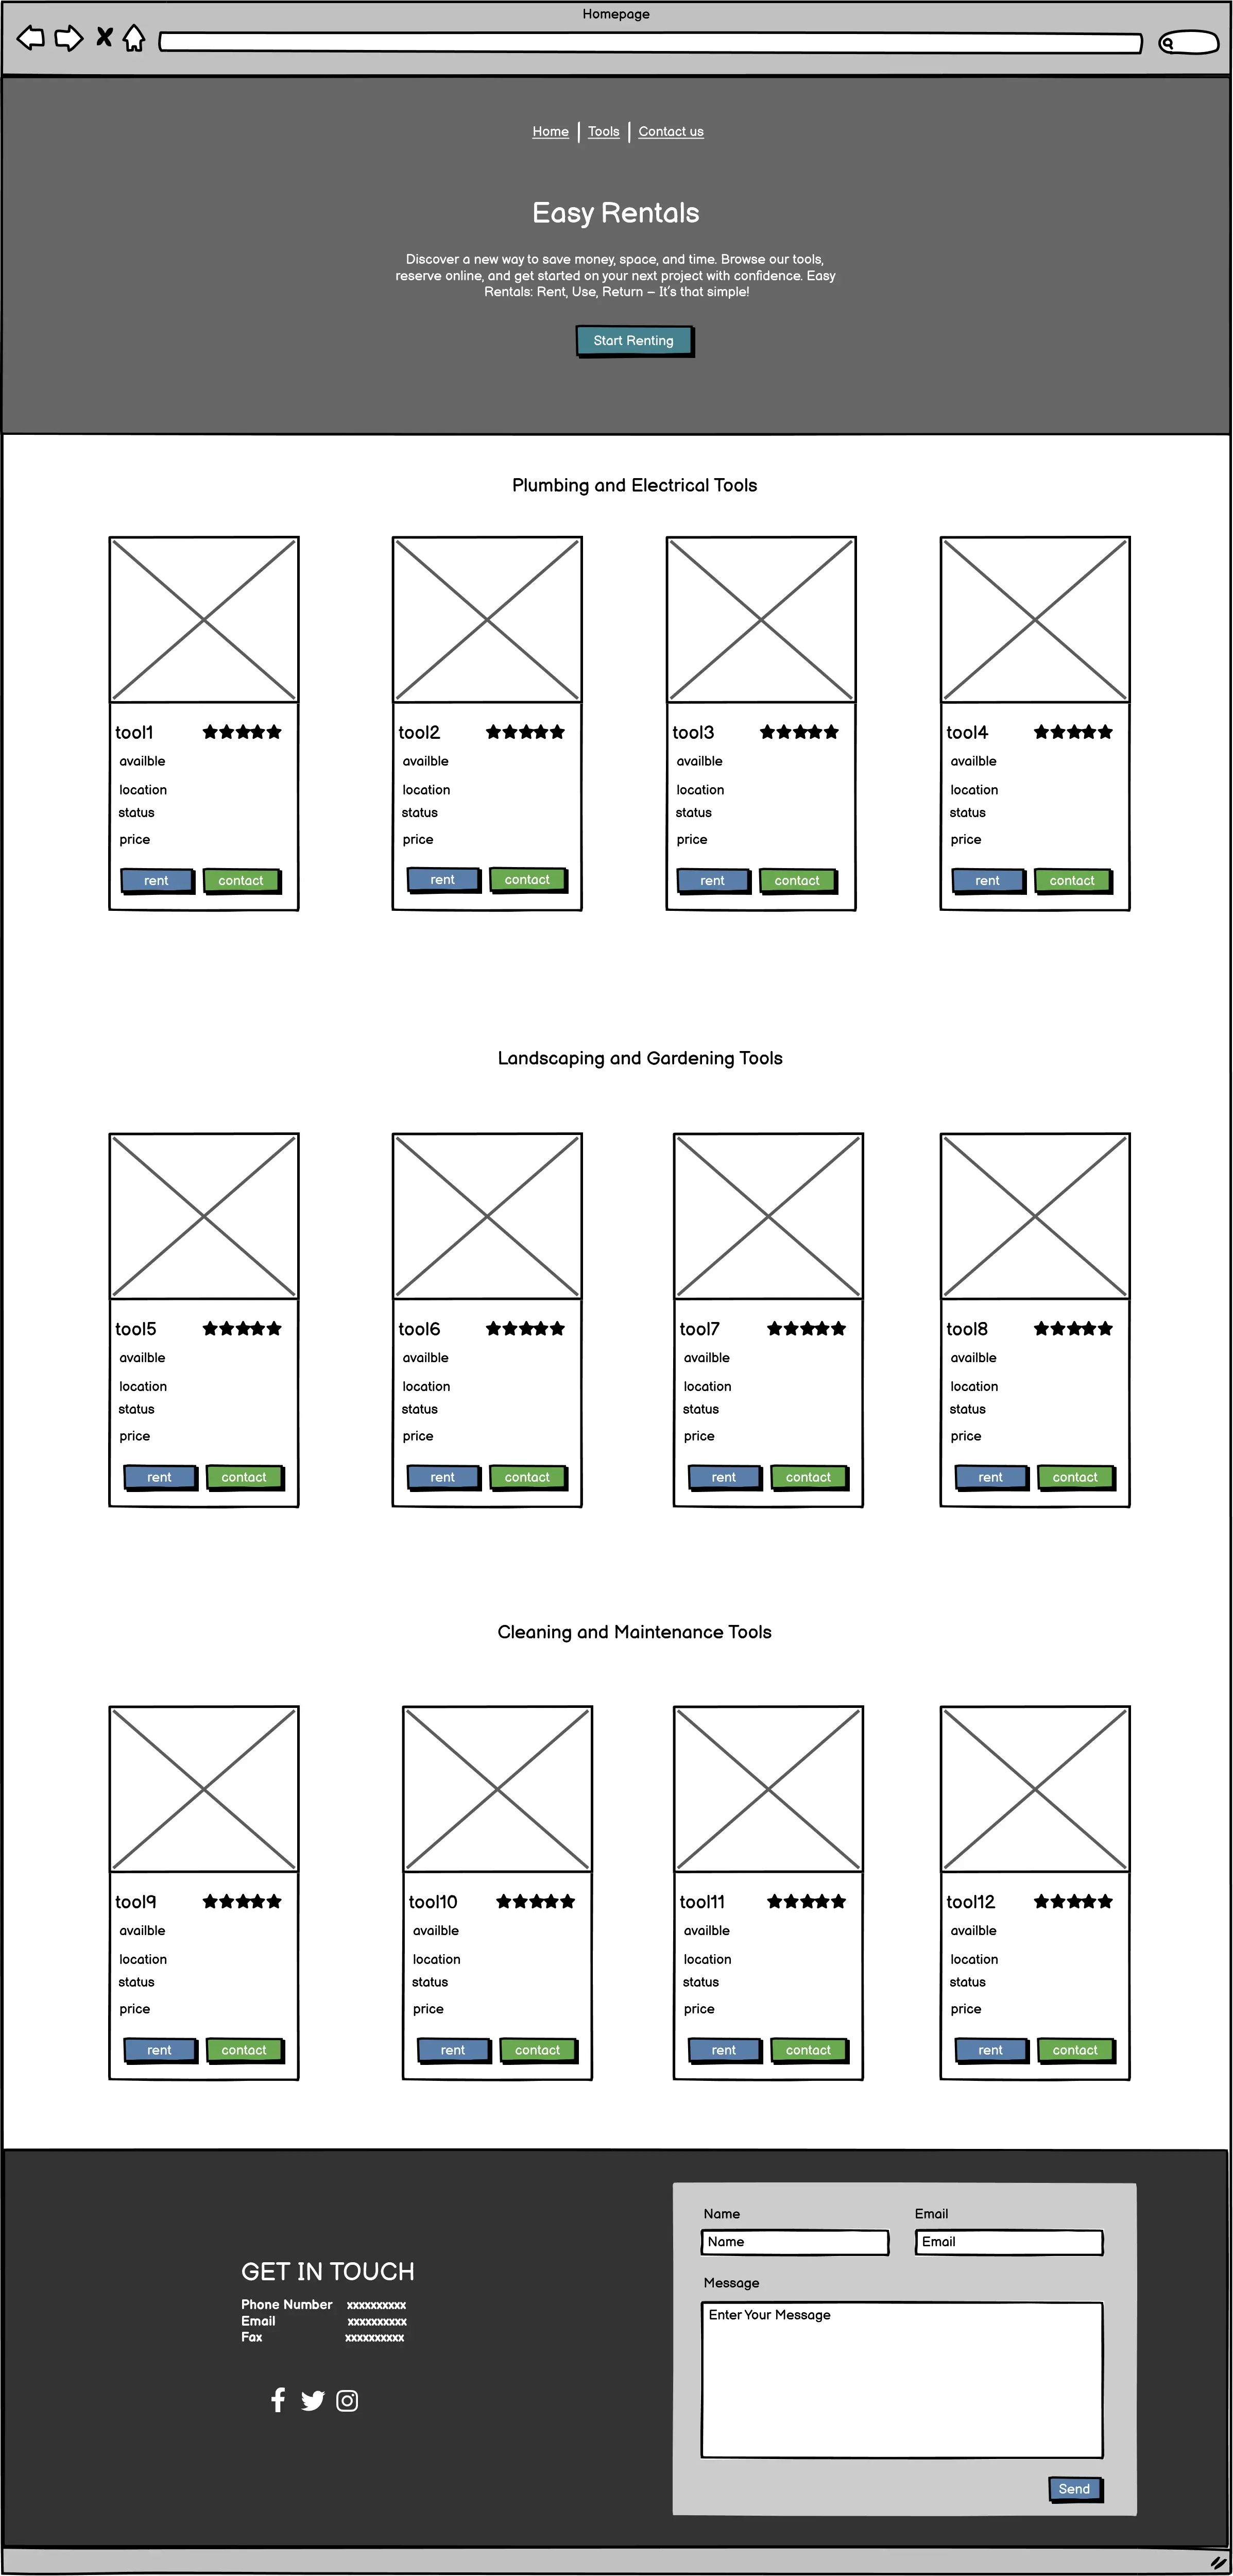 Homepage
Home | Tools | Contact us
Easy Rentals
Discover a new way to save money, space, and time. Browse our tools,
reserve online, and get started on your next project with confidence. Easy
Rentals: Rent, Use, Return – It's that simple!
Start Renting
Plumbing and Electrical Tools
tool1
availble
location
status
price
rent contact
tool2
availble
location
status
price
rent contact
tool3
availble
location
status
price
rent contact
tool4
availble
location
status
price
rent contact
Landscaping and Gardening Tools
tool5
availble
location
status
price
rent contact
tool6
availble
location
status
price
rent contact
tool7
availble
location
status
price
rent contact
tool8
availble
location
status
price
rent contact
Cleaning and Maintenance Tools
tool9
availble
location
status
price
rent contact
tool10
availble
location
status
price
rent contact
tool11
availble
location
status
price
rent contact
tool12
availble
location
status
price
rent contact
GET IN TOUCH
Phone Number xxxxxxxxxx
Email xxxxxxxxxx
Fax xxxxxxxxxx
Name Email
Name Email
Message
Enter Your Message
Send